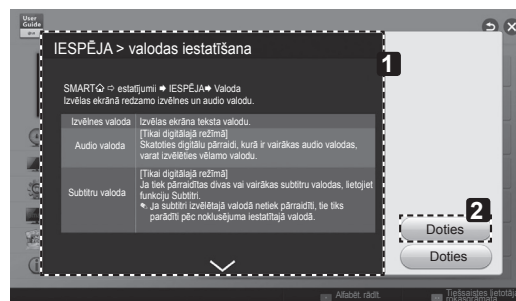 User
Guide
IESPĒJA > valodas iestatīšana
1
SMART ⇨ estatījumii ➡ IESPĒJA➡ Valoda
Izvēlas ekrānā redzamo izvēlnes un audio valodu.
Izvēlnes valoda Izvēlas ekrāna teksta valodu.
Audio valoda [Tikai digitālajā režīmā]
Skatoties digitālu pārraidi, kurā ir vairākas audio valodas,
varat izvēlēties vēlamo valodu.
Subtitru valoda [Tikai digitālajā režīmā]
Ja tiek pārraidītas divas vai vairākas subtitru valodas, lietojiet
funkciju Subtitri.
Ja subtitri izvēlētajā valodā netiek pārraidīti, tie tiks
parādīti pēc noklusējuma iestatītajā valodā.
2
Doties
Doties
Alfabēt. rādīt.
Tiešsaistes lietotāja
rokasgrāmata